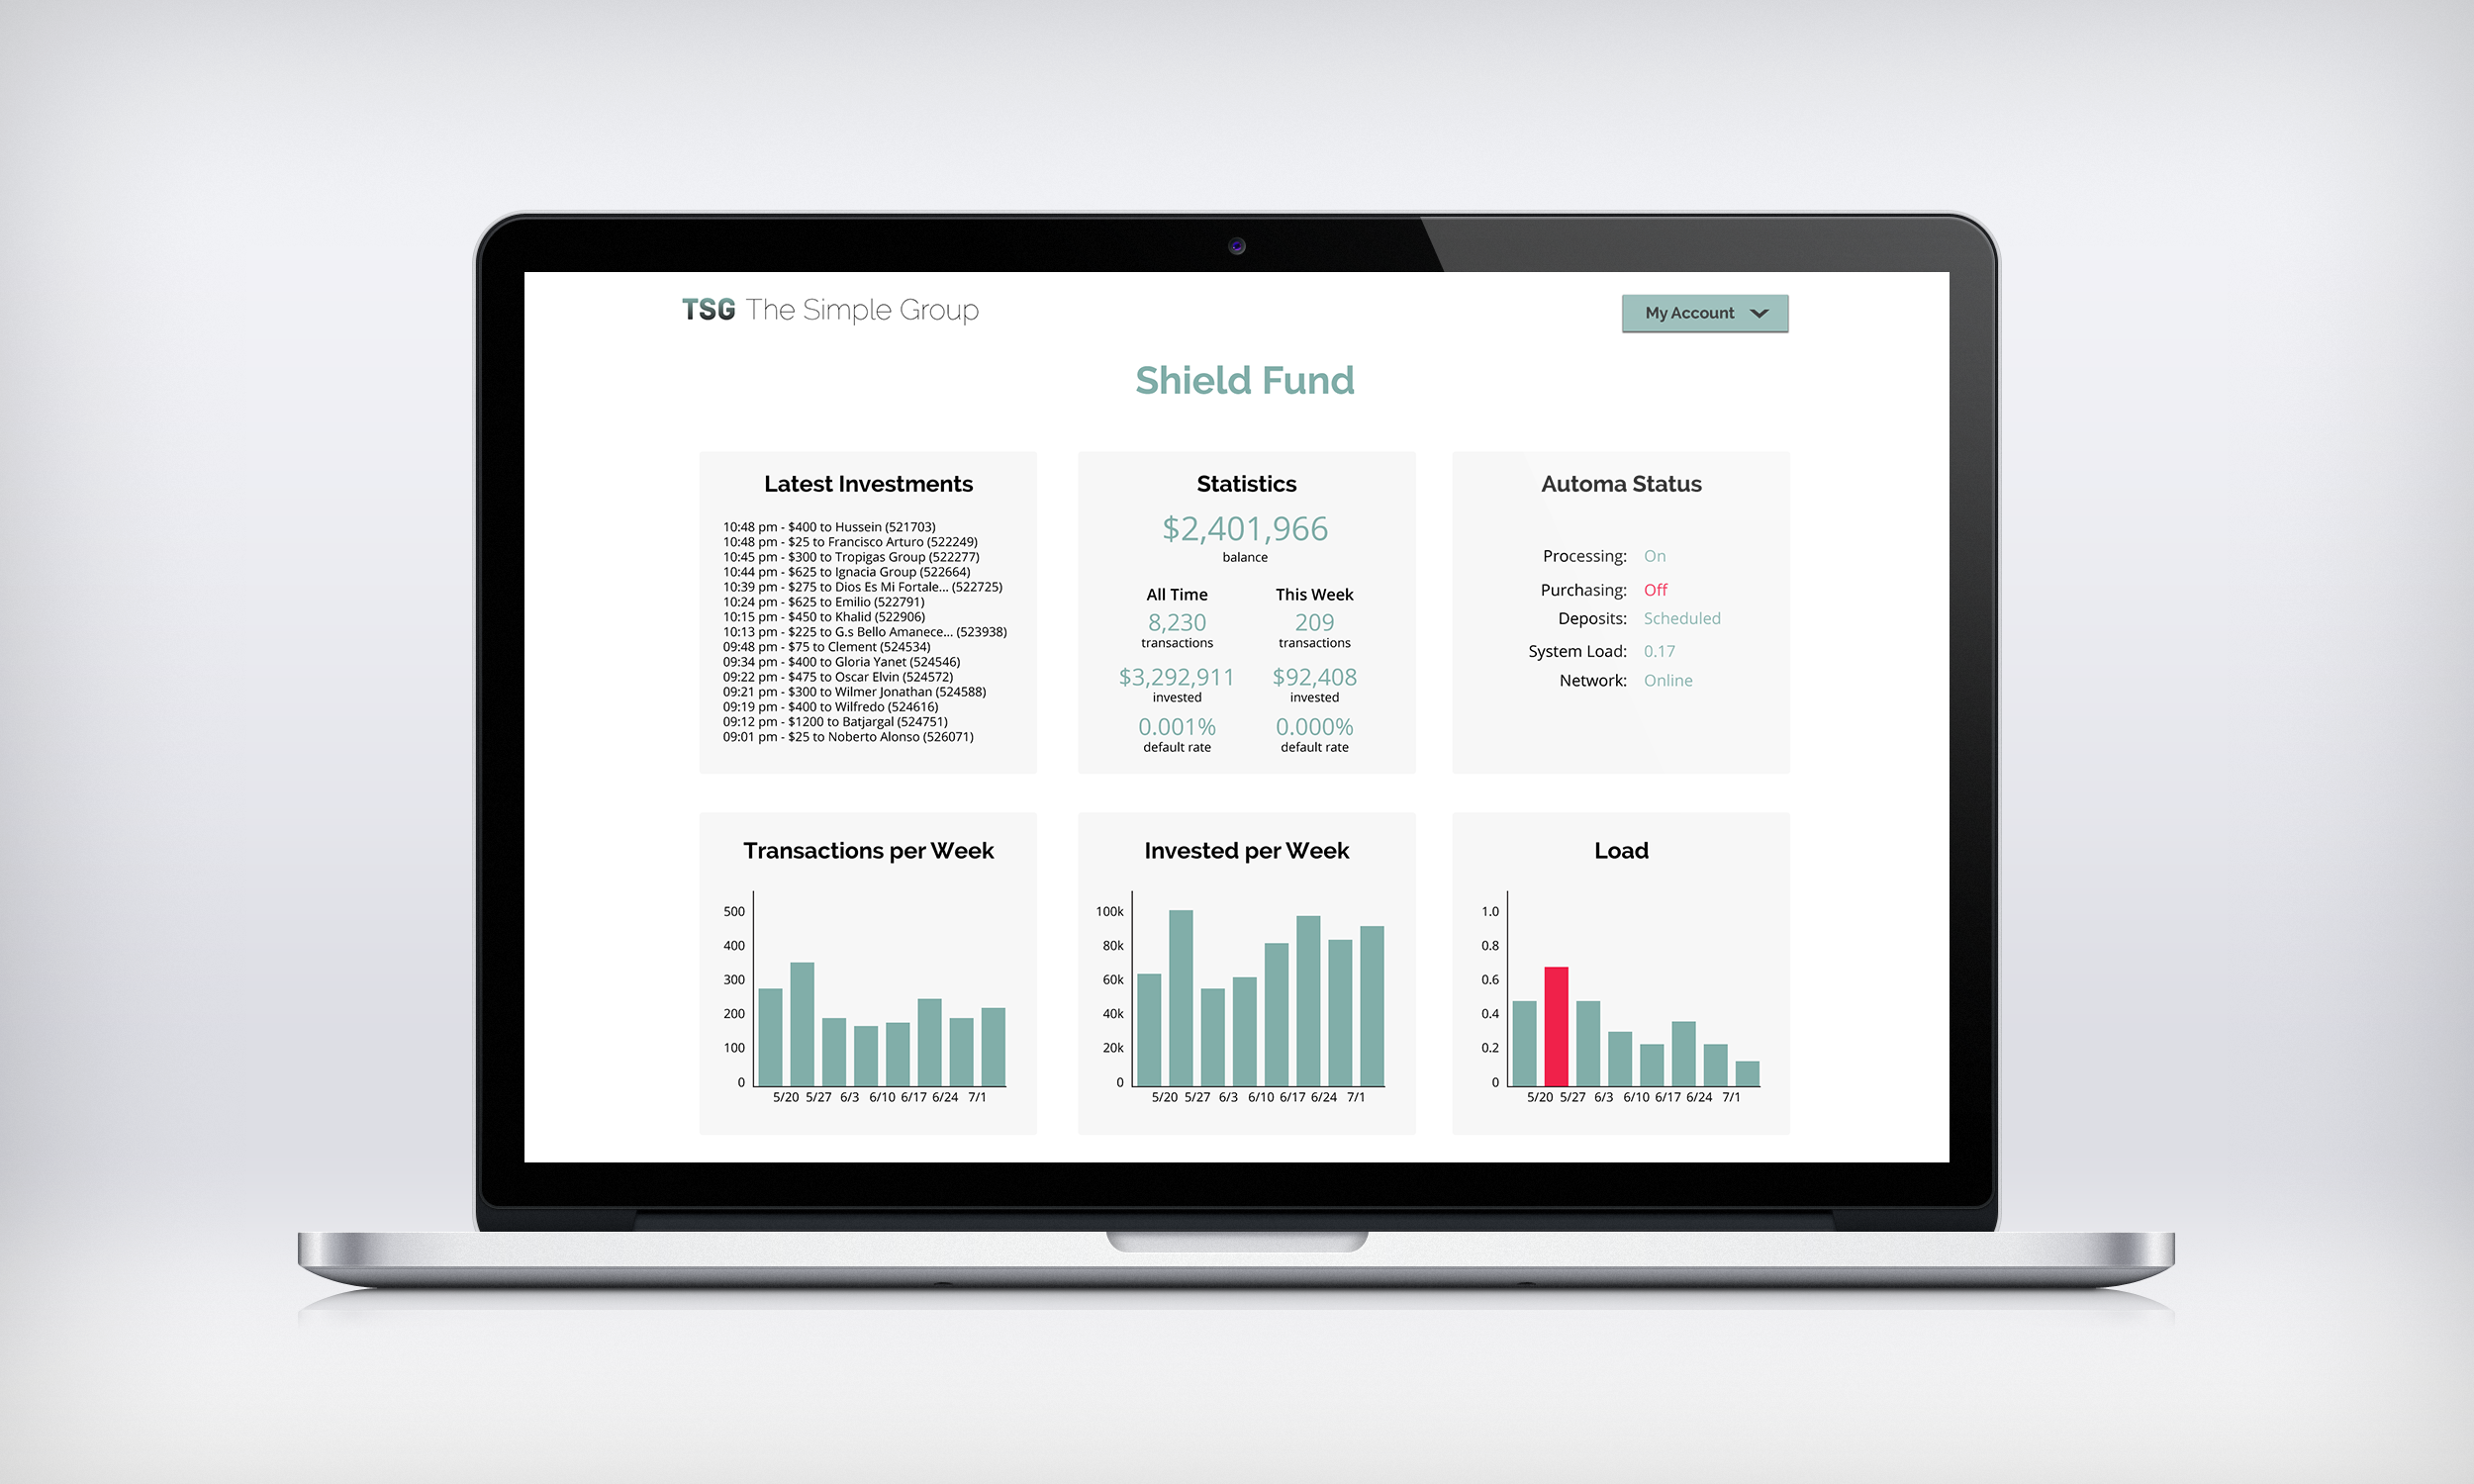 TSG The Simple Group
My Account
Shield Fund
Latest Investments
10:48 pm - $400 to Hussein (521703)
10:48 pm - $25 to Francisco Arturo (522249)
10:45 pm - $300 to Tropigas Group (522277)
10:44 pm - $625 to Ignacia Group (522664)
10:39 pm - $275 to Dios Es Mi Fortale... (522725)
10:24 pm - $625 to Emilio (522791)
10:15 pm - $450 to Khalid (522906)
10:13 pm - $225 to G.s Bello Amanece... (523938)
09:48 pm - $75 to Clement (524534)
09:34 pm - $400 to Gloria Yanet (524546)
09:22 pm - $475 to Oscar Elvin (524572)
09:21 pm - $300 to Wilmer Jonathan (524588)
09:19 pm - $400 to Wilfredo (524616)
09:12 pm - $1200 to Batjargal (524751)
09:01 pm - $25 to Noberto Alonso (526071)
Statistics
$2,401,966
balance
All Time This Week
8,230 209
transactions transactions
$3,292,911 $92,408
invested invested
0.001% 0.000%
default rate default rate
Automa Status
Processing: On
Purchasing: Off
Deposits: Scheduled
System Load: 0.17
Network: Online
Transactions per Week
500
400
300
200
100
0
5/20 5/27 6/3 6/10 6/17 6/24 7/1
Invested per Week
100k
80k
60k
40k
20k
0
5/20 5/27 6/3 6/10 6/17 6/24 7/1
Load
1.0
0.8
0.6
0.4
0.2
0
5/20 5/27 6/3 6/10 6/17 6/24 7/1